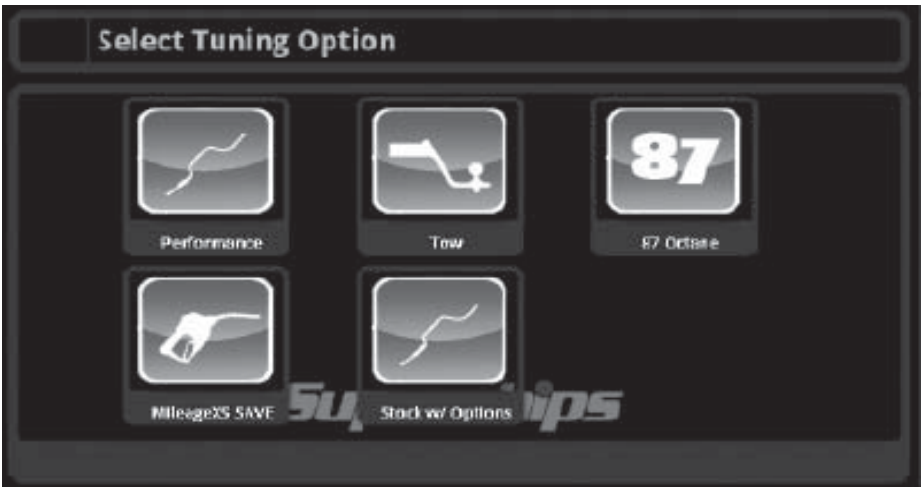 Select Tuning Option
87
Performance
Tow
87 Octane
MileageXS SAVE
Stock w/ Options